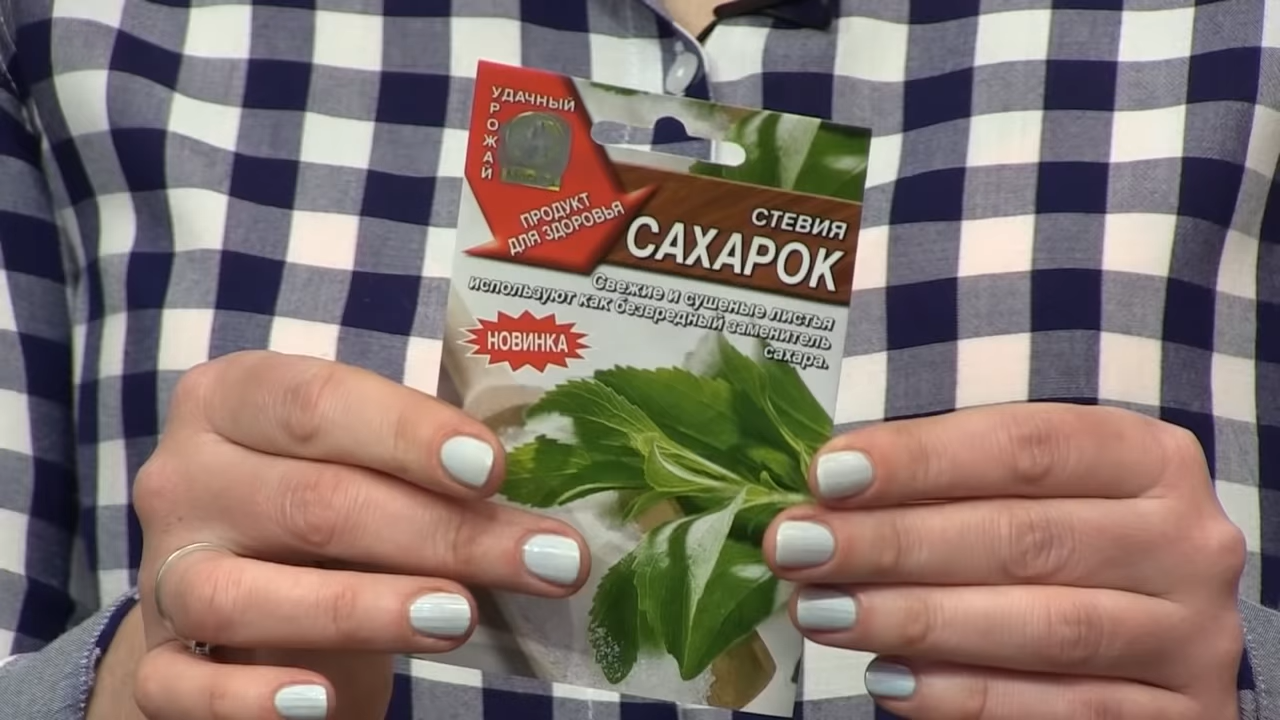 УДАЧНЫЙ
УРОЖАЙ
ПРОДУКТ
ДЛЯ ЗДОРОВЬЯ
СТЕВИЯ
САХАРОК
Свежие и сушеные листья
используют как безвредный заменитель
сахара.
НОВИНКА